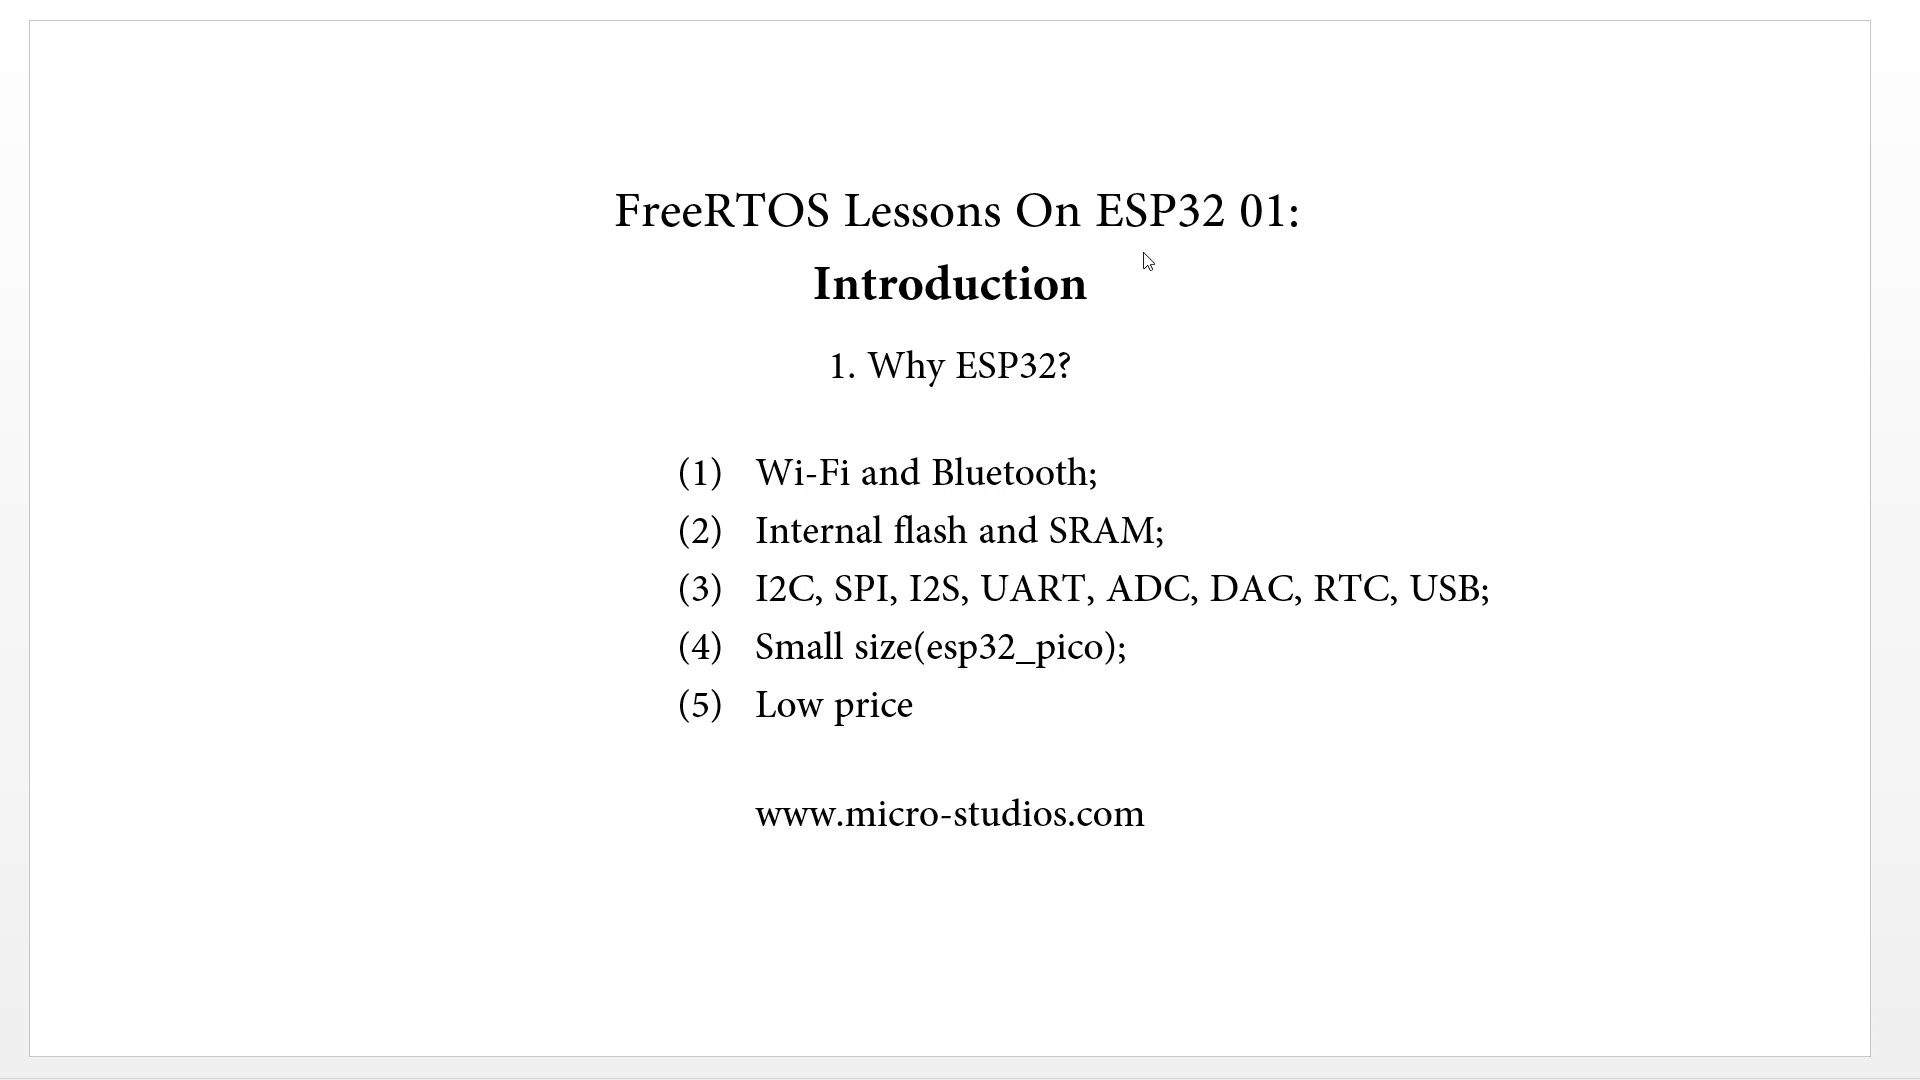 FreeRTOS Lessons On ESP32 01:
Introduction
1. Why ESP32?
(1) Wi-Fi and Bluetooth;
(2) Internal flash and SRAM;
(3) I2C, SPI, I2S, UART, ADC, DAC, RTC, USB;
(4) Small size(esp32_pico);
(5) Low price
www.micro-studios.com